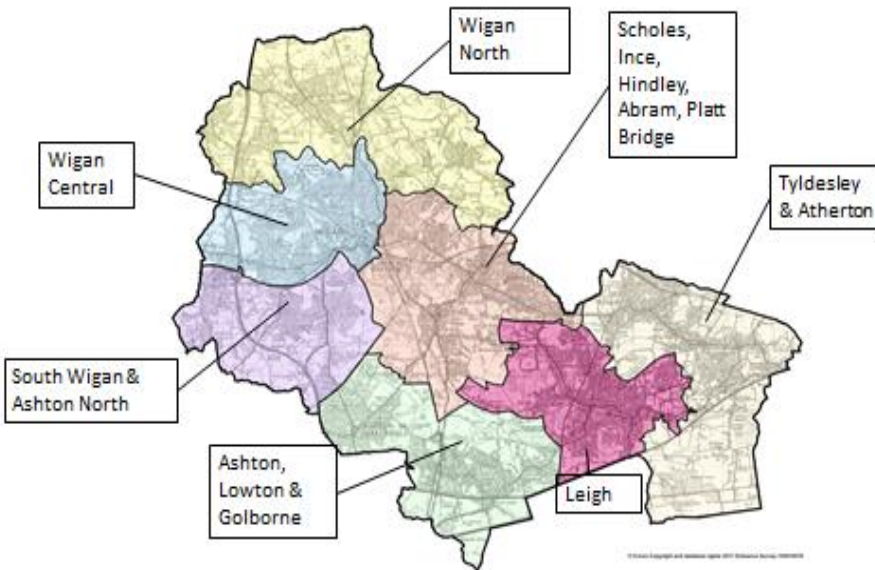 Wigan
North
Scholes,
Ince,
Hindley,
Abram, Platt
Bridge
Wigan
Central
Tyldesley
& Atherton
South Wigan &
Ashton North
Ashton,
Lowton &
Golborne
Leigh